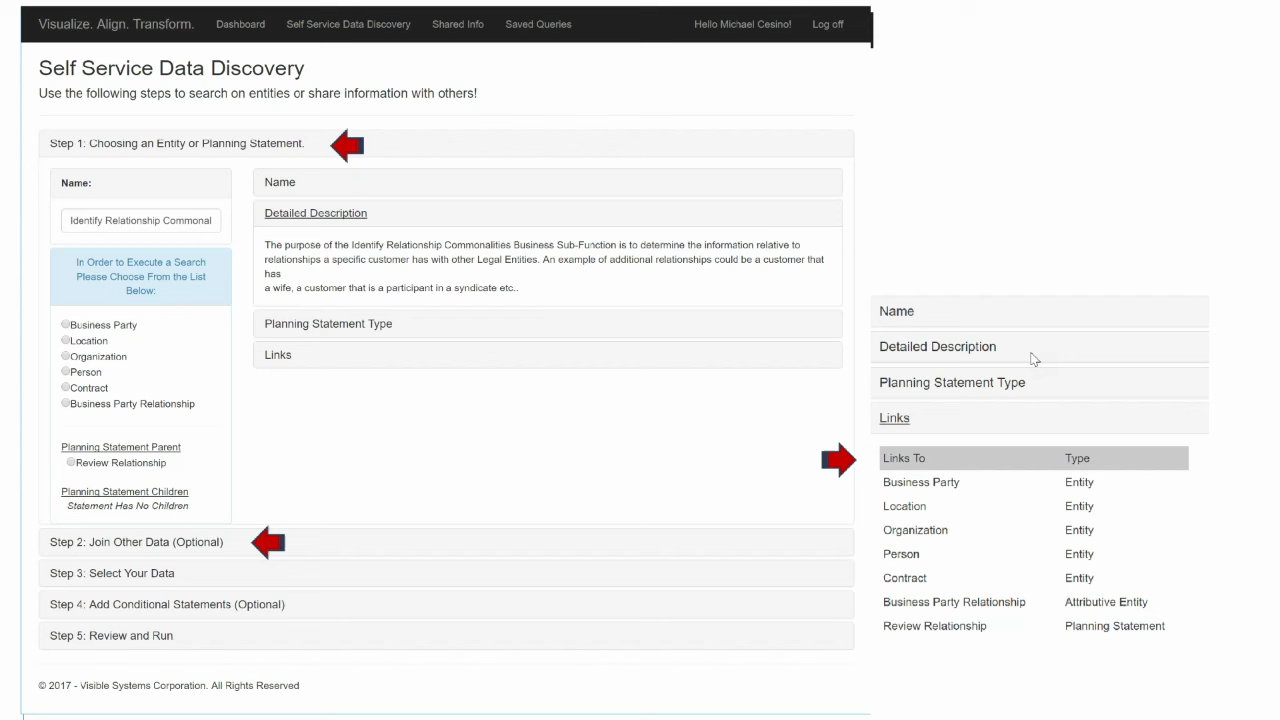 Visualize. Align. Transform. Dashboard Self Service Data Discovery Shared Info Saved Queries Hello Michael Cesino! Log off
Self Service Data Discovery
Use the following steps to search on entities or share information with others!
Step 1: Choosing an Entity or Planning Statement.
Name:
Identify Relationship Commonal
In Order to Execute a Search
Please Choose From the List
Below:
Business Party
Location
Organization
Person
Contract
Business Party Relationship
Planning Statement Parent
Review Relationship
Planning Statement Children
Statement Has No Children
Name
Detailed Description
The purpose of the Identify Relationship Commonalities Business Sub-Function is to determine the information relative to
relationships a specific customer has with other Legal Entities. An example of additional relationships could be a customer that
has
a wife, a customer that is a participant in a syndicate etc..
Planning Statement Type
Links
Step 2: Join Other Data (Optional)
Step 3: Select Your Data
Step 4: Add Conditional Statements (Optional)
Step 5: Review and Run
© 2017 - Visible Systems Corporation. All Rights Reserved
Name
Detailed Description
Planning Statement Type
Links
Links To Type
Business Party Entity
Location Entity
Organization Entity
Person Entity
Contract Entity
Business Party Relationship Attributive Entity
Review Relationship Planning Statement